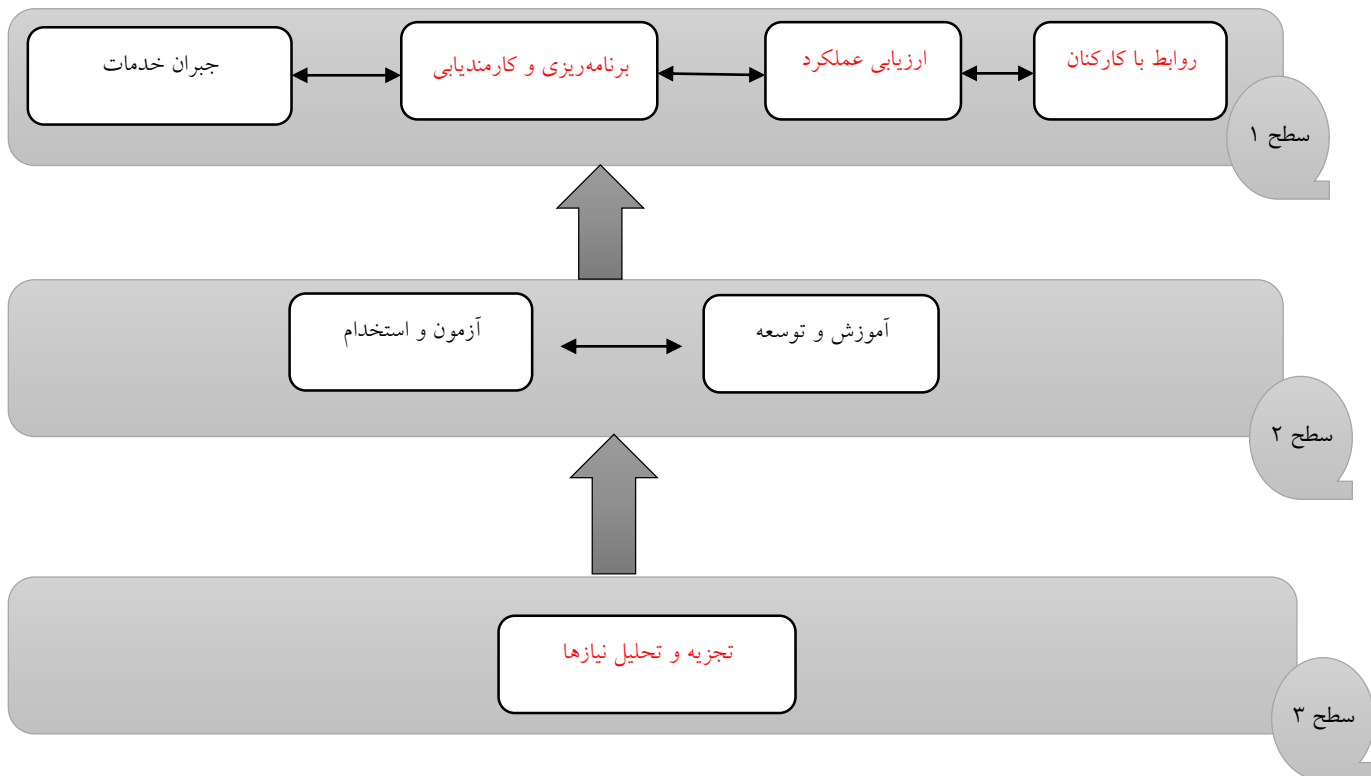 روابط با کارکنان
ارزیابی عملکرد
برنامه‌ریزی و کارمندیابی
جبران خدمات
سطح ۱
آموزش و توسعه
آزمون و استخدام
سطح ۲
تجزیه و تحلیل نیازها
سطح ۳